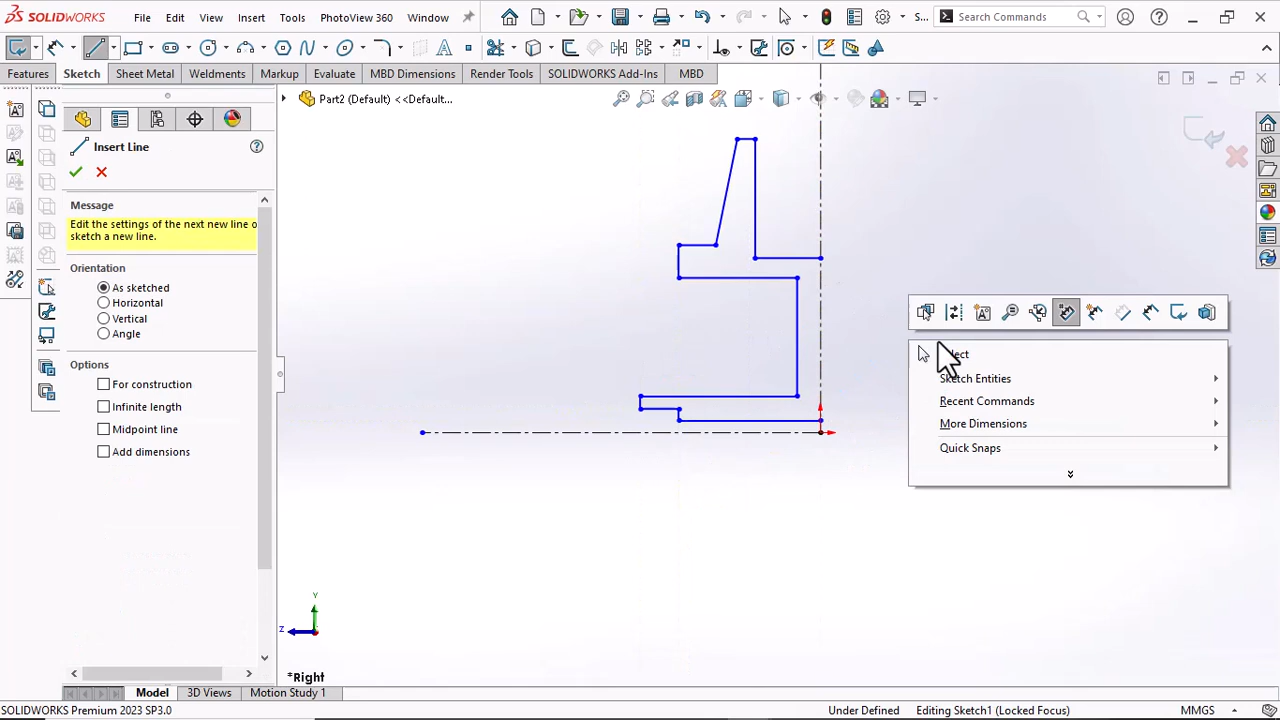 SOLIDWORKS
File
Edit
View
Insert
Tools
PhotoView 360
Window
S...
Search Commands
Features
Sketch
Sheet Metal
Weldments
Markup
Evaluate
MBD Dimensions
Render Tools
SOLIDWORKS Add-Ins
MBD
Part2 (Default) <<Default...
Insert Line
Message
Edit the settings of the next new line o
sketch a new line.
Orientation
As sketched
Horizontal
Vertical
Angle
Options
For construction
Infinite length
Midpoint line
Add dimensions
Sketch Entities
Recent Commands
More Dimensions
Quick Snaps
Y
Z
*Right
Model
3D Views
Motion Study 1
SOLIDWORKS Premium 2023 SP3.0
Under Defined
Editing Sketch1 (Locked Focus)
MMGS